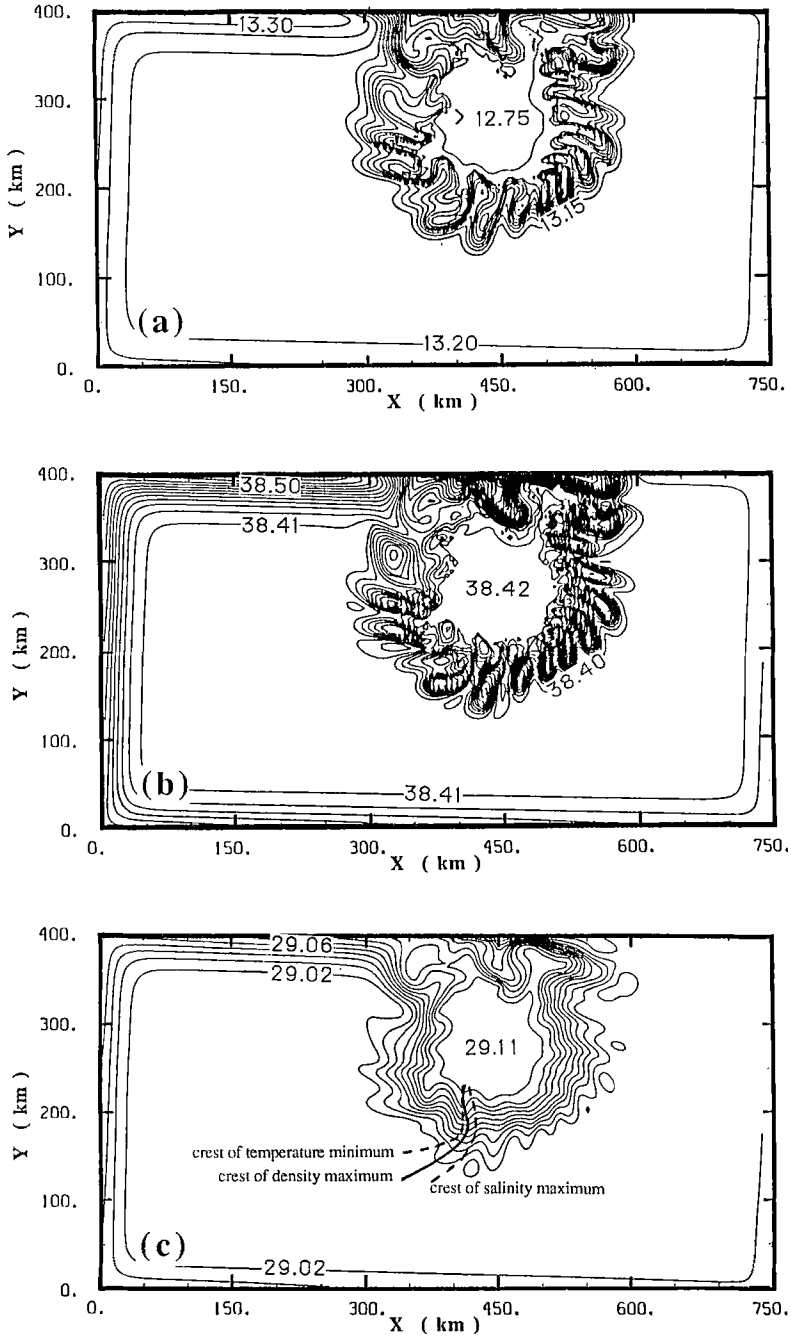 400.
13.30
300.
12.75
Y ( km )
200.
13.15
100.
(a)
13.20
0.
0. 150. 300. 450. 600. 750.
X ( km )
400.
38.50
38.41
300.
38.42
Y ( km )
200.
38.40
100.
(b)
38.41
0.
0. 150. 300. 450. 600. 750.
X ( km )
400.
29.06
29.02
300.
29.11
Y ( km )
200.
crest of temperature minimum
crest of density maximum
crest of salinity maximum
100.
(c)
29.02
0.
0. 150. 300. 450. 600. 750.
X ( km )